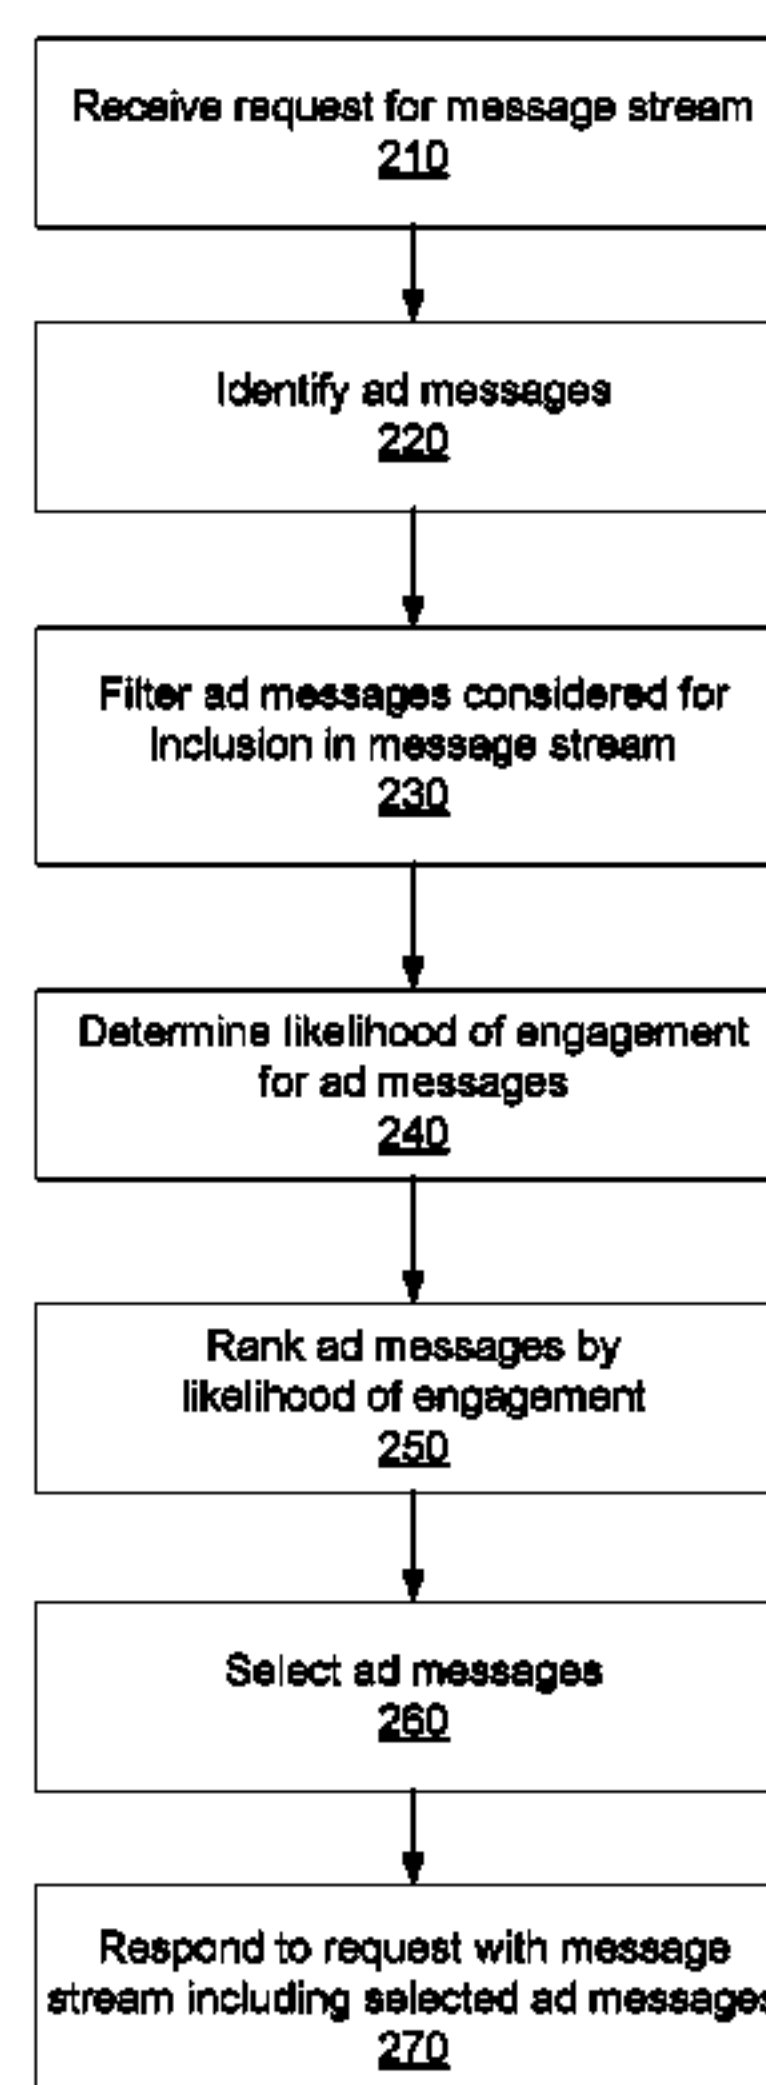 Receive request for message stream
210
Identify ad messages
220
Filter ad messages considered for
Inclusion in message stream
230
Determine likelihood of engagement
for ad messages
240
Rank ad messages by
likelihood of engagement
250
Select ad messages
260
Respond to request with message
stream including selected ad messages
270